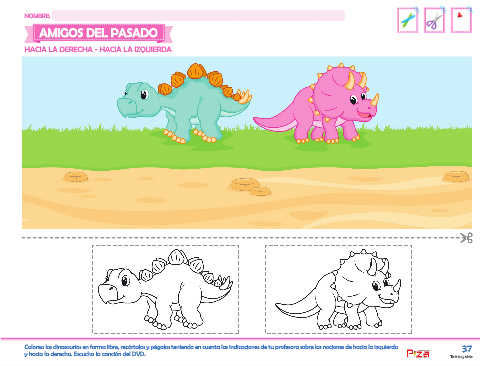 NOMBRE:
AMIGOS DEL PASADO
HACIA LA DERECHA - HACIA LA IZQUIERDA
Colorea los dinosaurios en forma libre, recórtalos y pégalos teniendo en cuenta las indicaciones de tu profesora sobre las nociones de hacia la izquierda
y hacia la derecha. Escucha la canción del DVD.
37